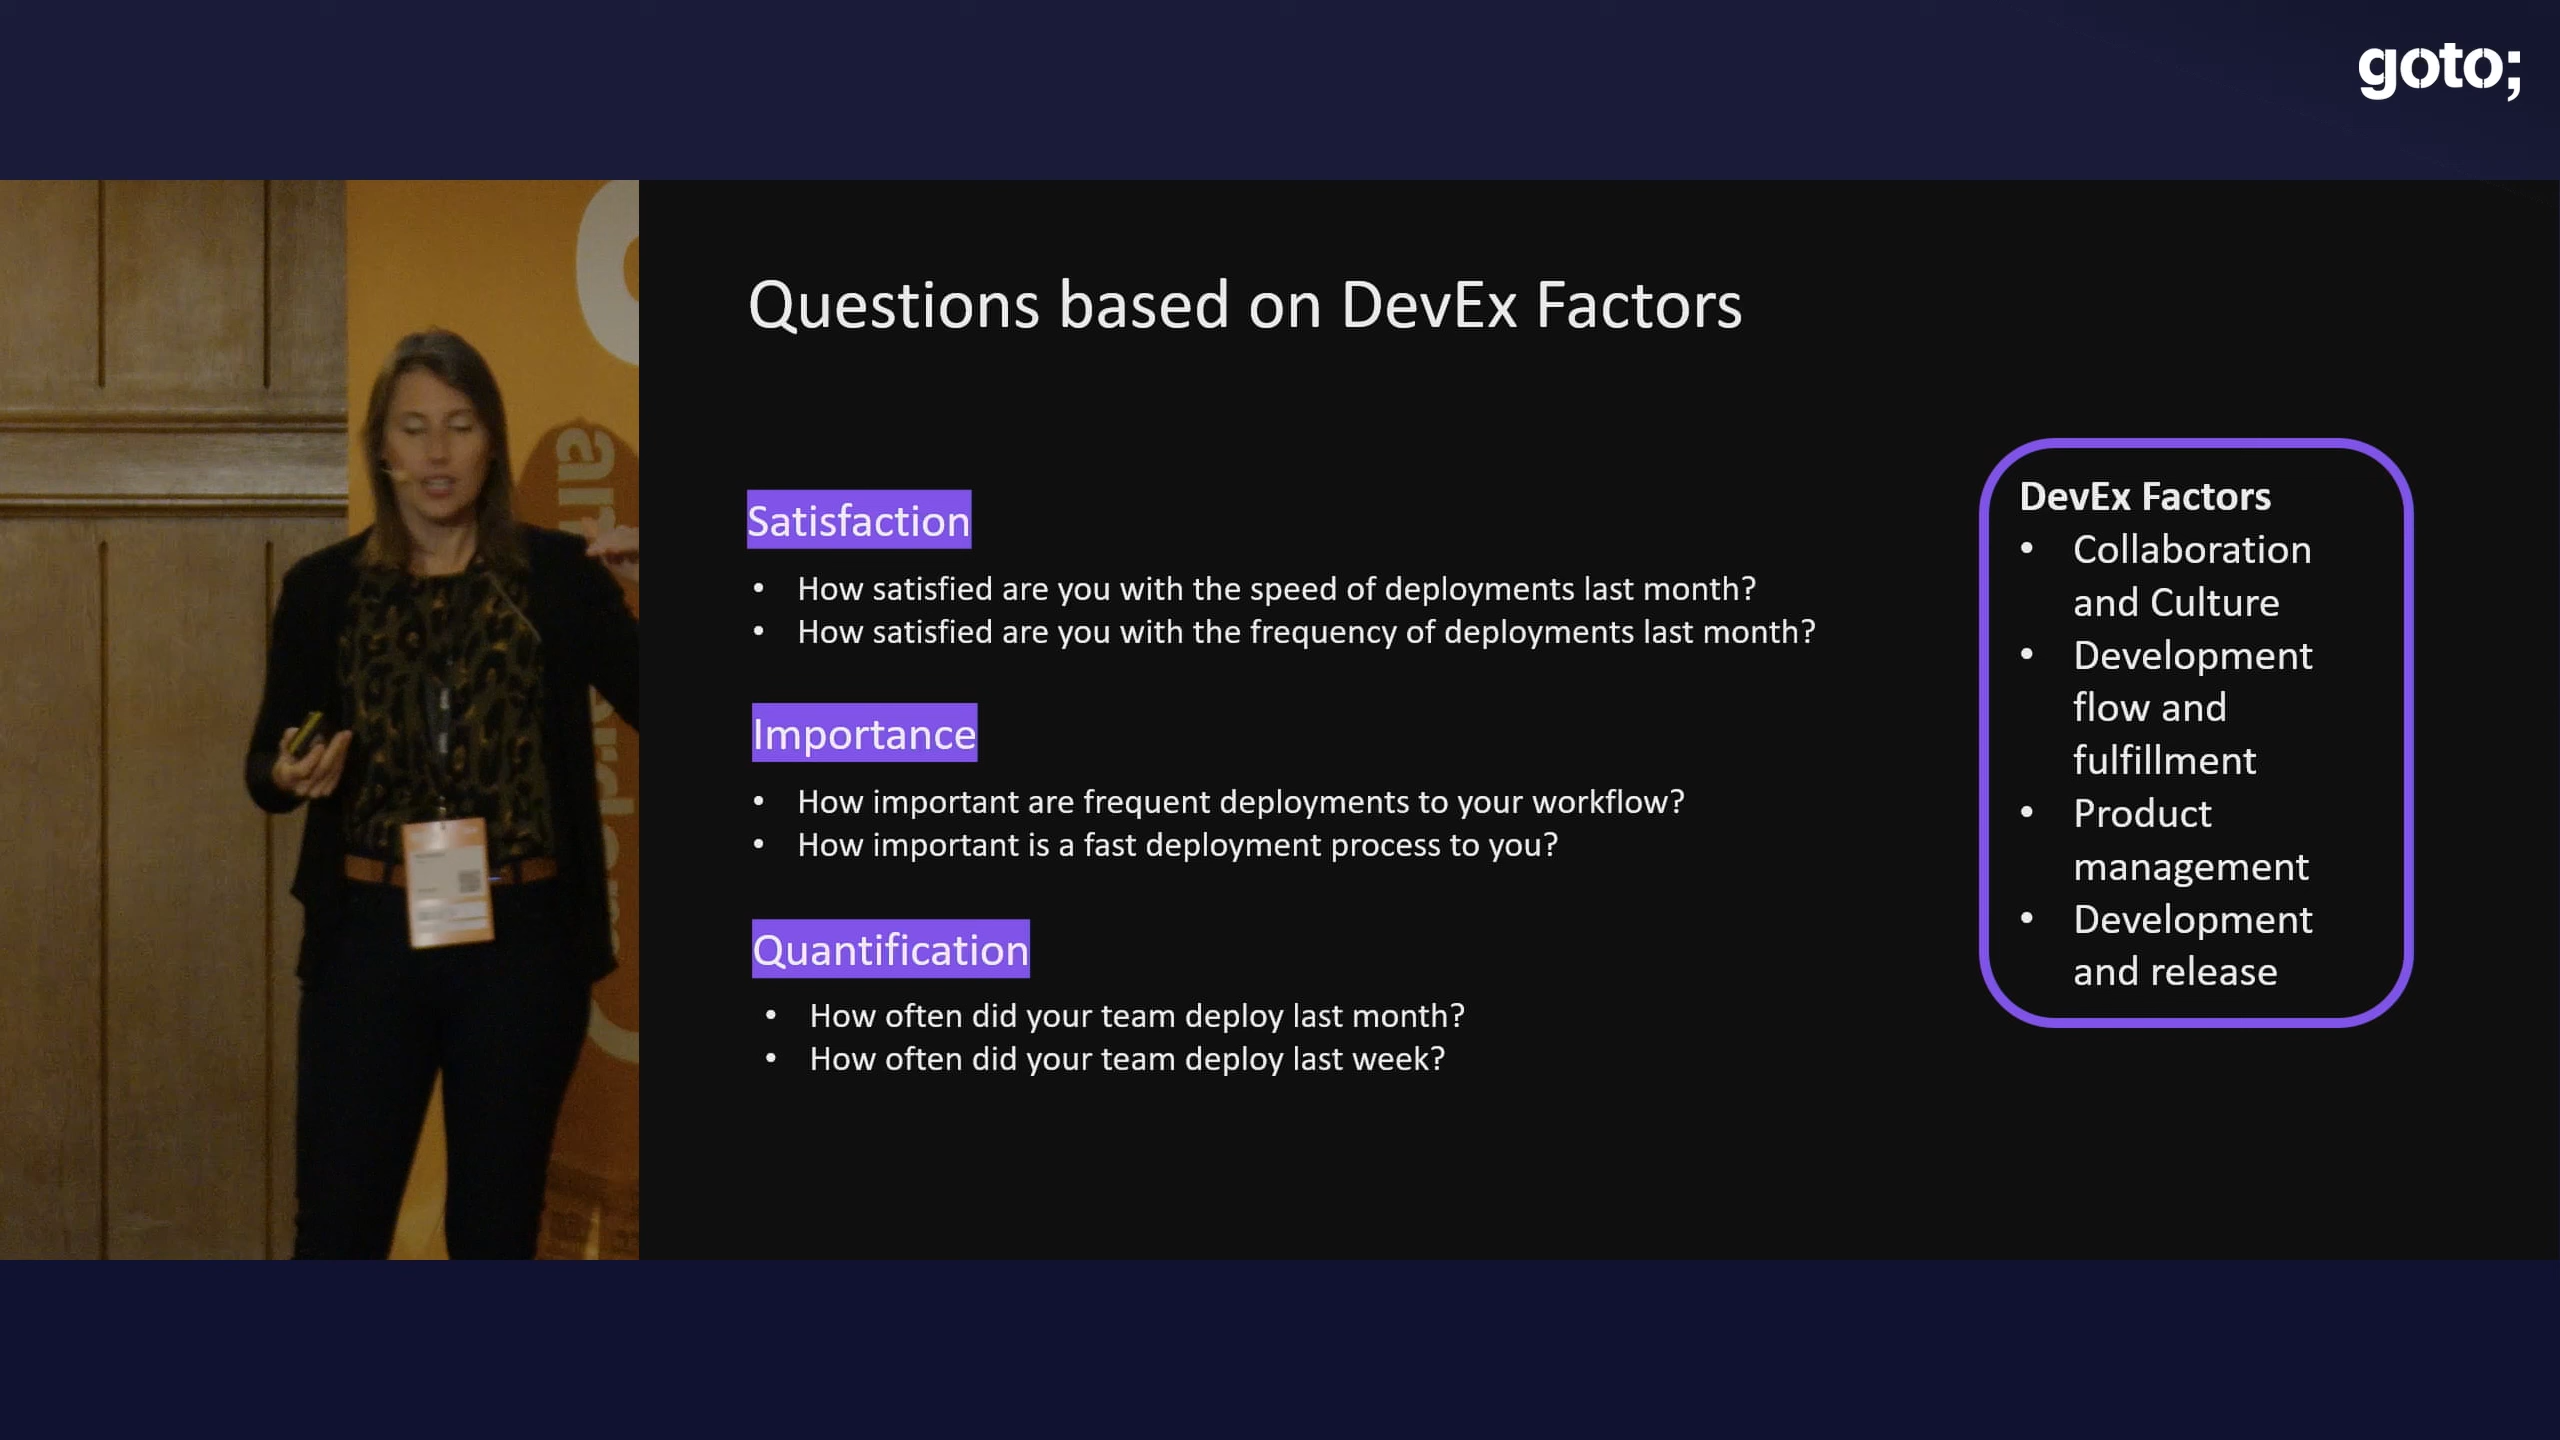 goto;
Questions based on DevEx Factors
Satisfaction
• How satisfied are you with the speed of deployments last month?
• How satisfied are you with the frequency of deployments last month?
Importance
• How important are frequent deployments to your workflow?
• How important is a fast deployment process to you?
Quantification
• How often did your team deploy last month?
• How often did your team deploy last week?
DevEx Factors
• Collaboration
and Culture
• Development
flow and
fulfillment
• Product
management
• Development
and release